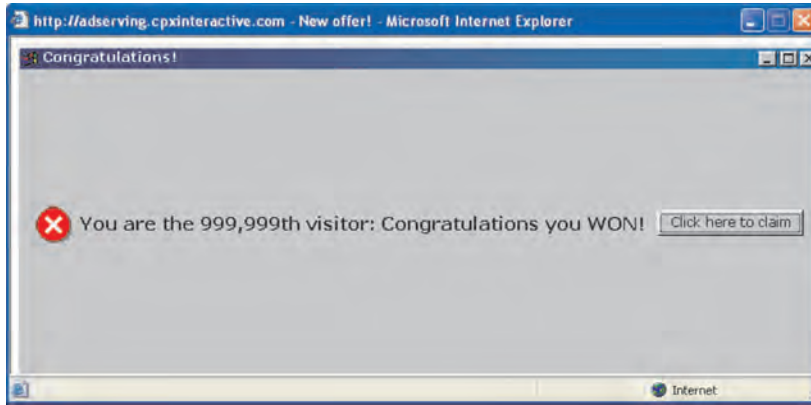 http://adserving.cpxinteractive.com - New offer! - Microsoft Internet Explorer
Congratulations!
You are the 999,999th visitor: Congratulations you WON! Click here to claim
Internet